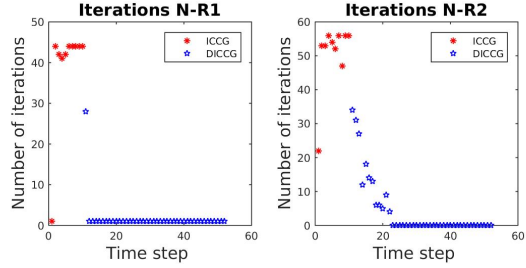 Iterations N-R1
Number of iterations
50
40
30
20
10
0
ICCG
DICCG
0 20 40 60
Time step
Iterations N-R2
Number of iterations
60
50
40
30
20
10
0
ICCG
DICCG
0 20 40 60
Time step